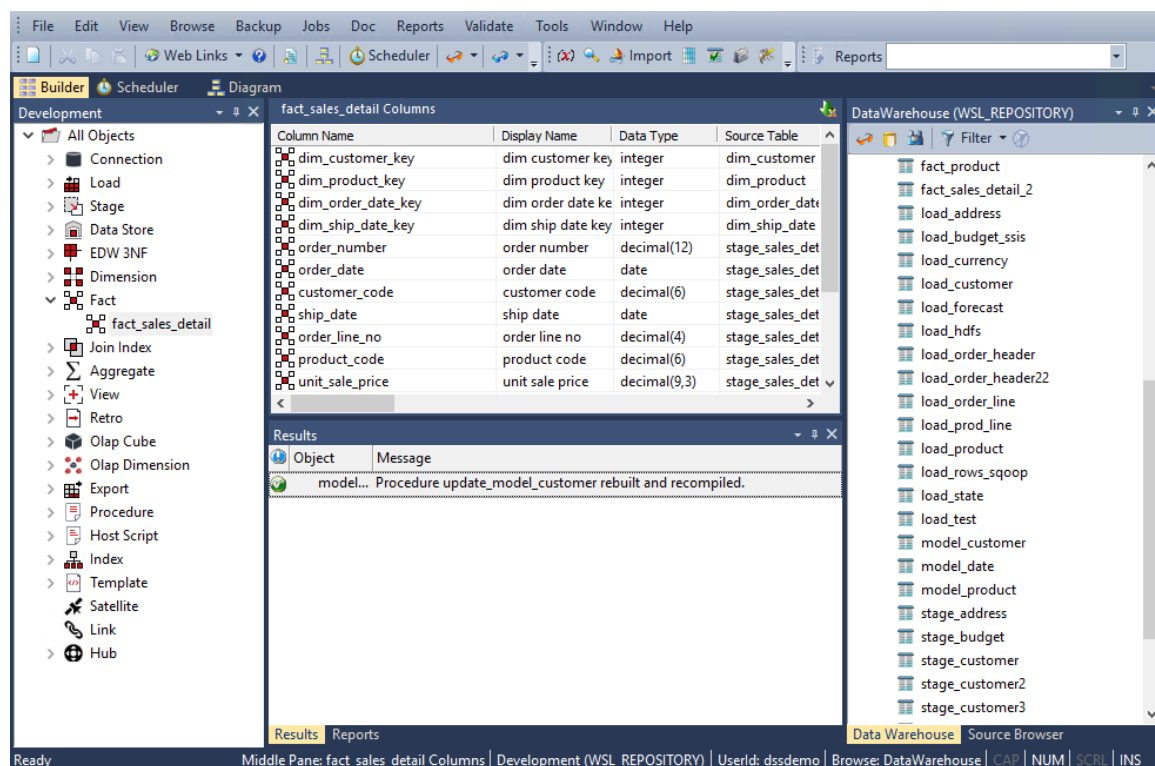 File Edit View Browse Backup Jobs Doc Reports Validate Tools Window Help
Web Links Scheduler (x) Import Reports
Builder Scheduler Diagram
Development
All Objects
Connection
Load
Stage
Data Store
EDW 3NF
Dimension
Fact
fact_sales_detail
Join Index
Aggregate
View
Retro
Olap Cube
Olap Dimension
Export
Procedure
Host Script
Index
Template
Satellite
Link
Hub
fact_sales_detail Columns
Column Name Display Name Data Type Source Table
dim_customer_key dim customer key integer dim_customer
dim_product_key dim product key integer dim_product
dim_order_date_key dim order date ke integer dim_order_date
dim_ship_date_key dim ship date key integer dim_ship_date
order_number order number decimal(12) stage_sales_det
order_date order date date stage_sales_det
customer_code customer code decimal(6) stage_sales_det
ship_date ship date date stage_sales_det
order_line_no order line no decimal(4) stage_sales_det
product_code product code decimal(6) stage_sales_det
unit_sale_price unit sale price decimal(9,3) stage_sales_det
Results
Object Message
model... Procedure update_model_customer rebuilt and recompiled.
Results Reports
DataWarehouse (WSL_REPOSITORY)
Filter
fact_product
fact_sales_detail_2
load_address
load_budget_ssis
load_currency
load_customer
load_forecast
load_hdfs
load_order_header
load_order_header22
load_order_line
load_prod_line
load_product
load_rows_sqoop
load_state
load_test
model_customer
model_date
model_product
stage_address
stage_budget
stage_customer
stage_customer2
stage_customer3
Data Warehouse Source Browser
Ready Middle Pane: fact_sales_detail Columns Development (WSL_REPOSITORY) UserId: dssdemo Browse: DataWarehouse CAP NUM SCRL INS